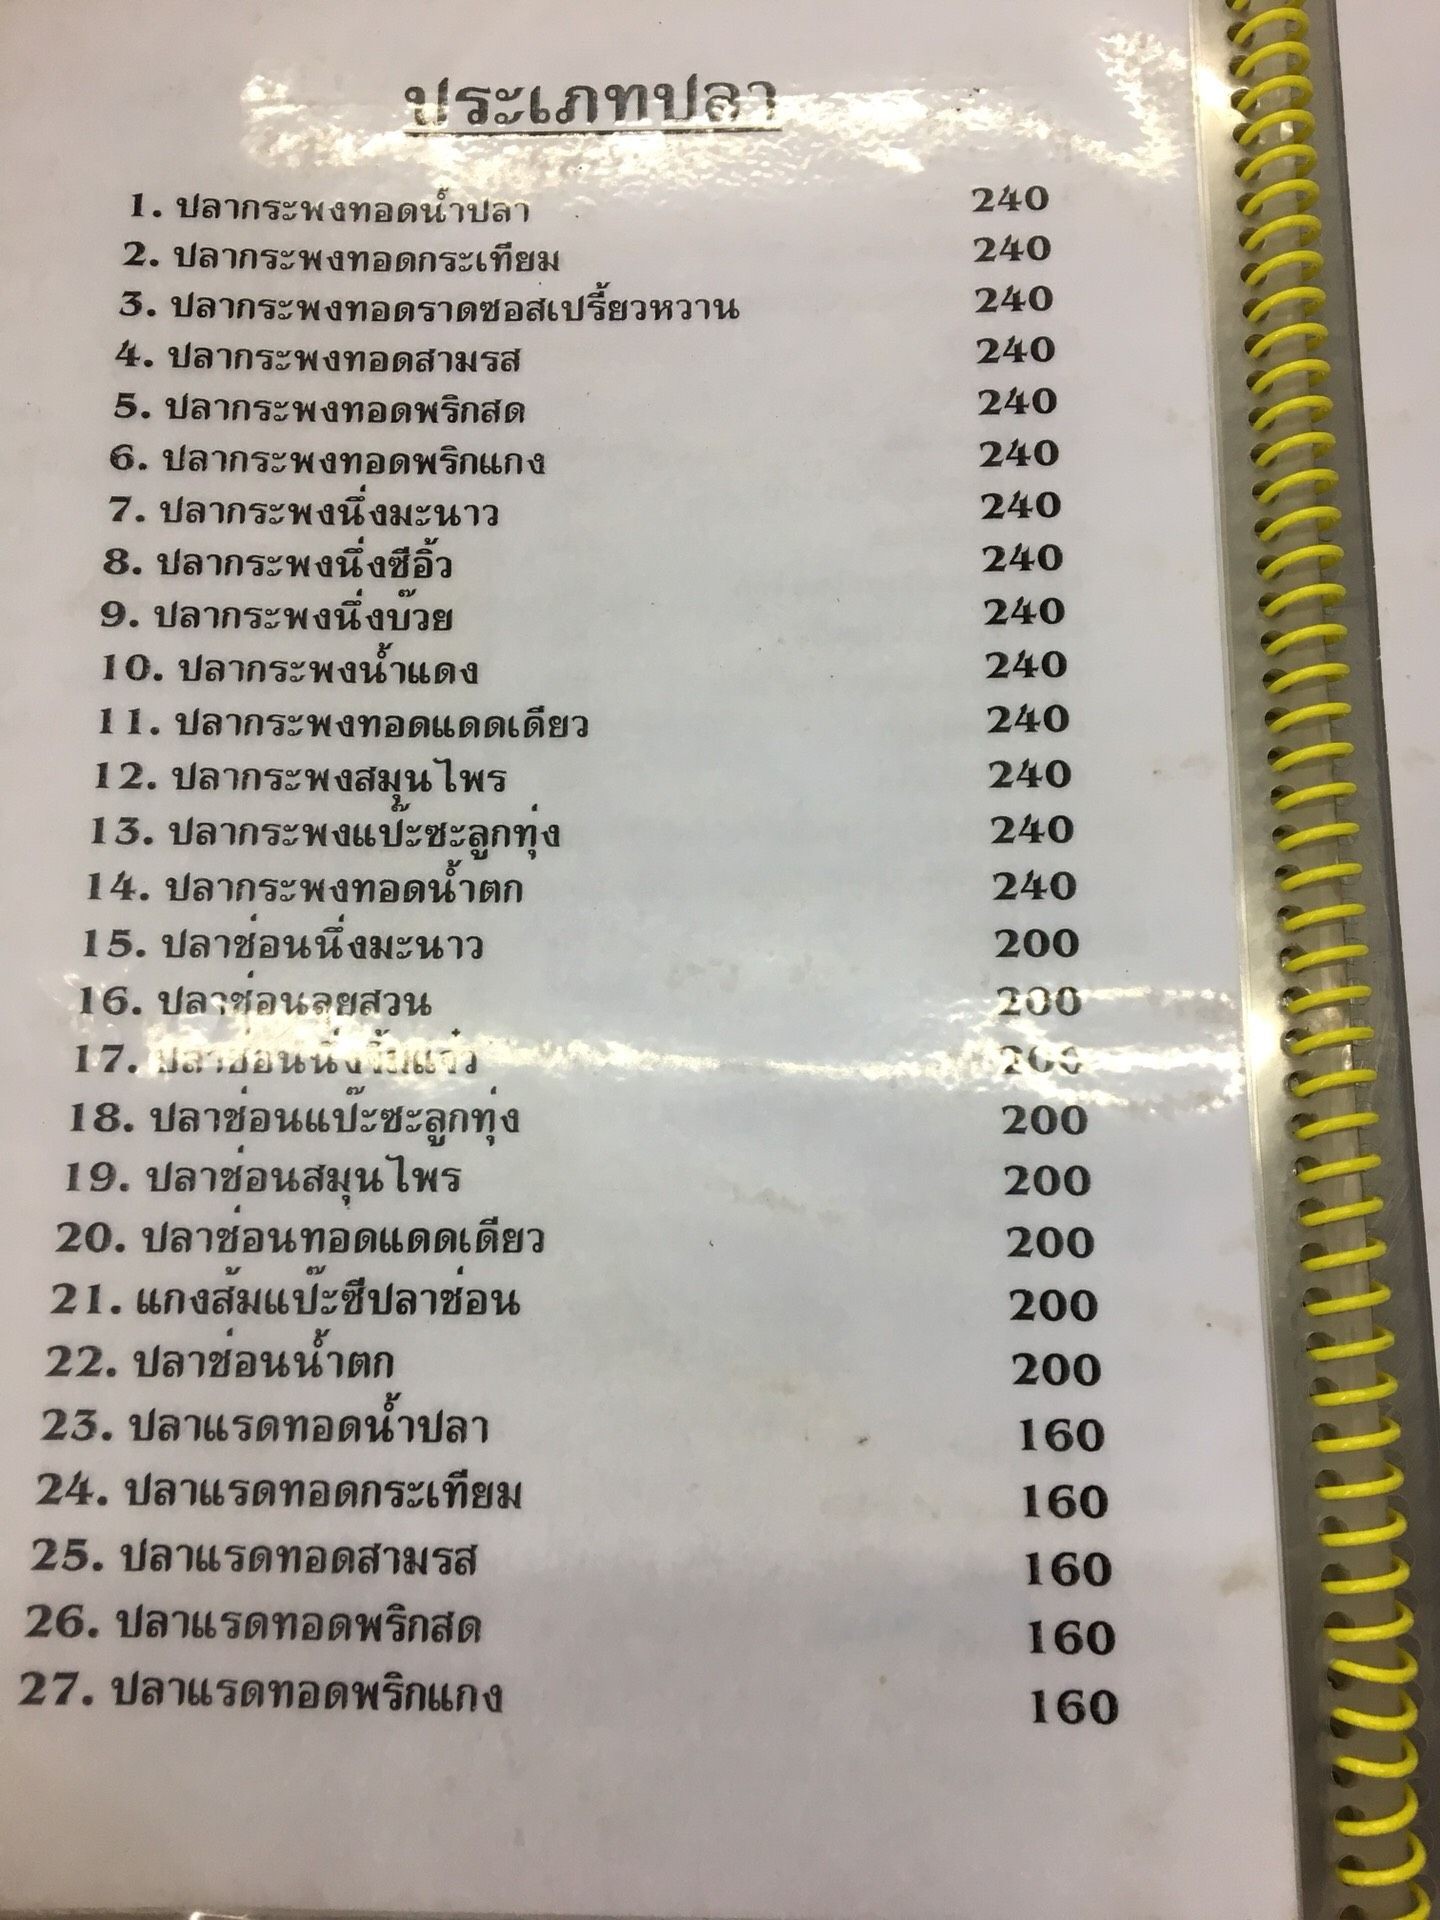 ประเภทปลา
1. ปลากระพงทอดน้ำปลา 240
2. ปลากระพงทอดกระเทียม 240
3. ปลากระพงทอดราดซอสเปรี้ยวหวาน 240
4. ปลากระพงทอดสามรส 240
5. ปลากระพงทอดพริกสด 240
6. ปลากระพงทอดพริกแกง 240
7. ปลากระพงนึ่งมะนาว 240
8. ปลากระพงนึ่งซีอิ้ว 240
9. ปลากระพงนึ่งบ๊วย 240
10. ปลากระพงน้ำแดง 240
11. ปลากระพงทอดแดดเดียว 240
12. ปลากระพงสมุนไพร 240
13. ปลากระพงแป๊ะซะลูกทุ่ง 240
14. ปลากระพงทอดน้ำตก 240
15. ปลาช่อนนึ่งมะนาว 200
16. ปลาช่อนลุยสวน 200
17. ปลาช่อนนึ่งจิ้มแจ่ว 200
18. ปลาช่อนแป๊ะซะลูกทุ่ง 200
19. ปลาช่อนสมุนไพร 200
20. ปลาช่อนทอดแดดเดียว 200
21. แกงส้มแป๊ะซีปลาช่อน 200
22. ปลาช่อนน้ำตก 200
23. ปลาแรดทอดน้ำปลา 160
24. ปลาแรดทอดกระเทียม 160
25. ปลาแรดทอดสามรส 160
26. ปลาแรดทอดพริกสด 160
27. ปลาแรดทอดพริกแกง 160